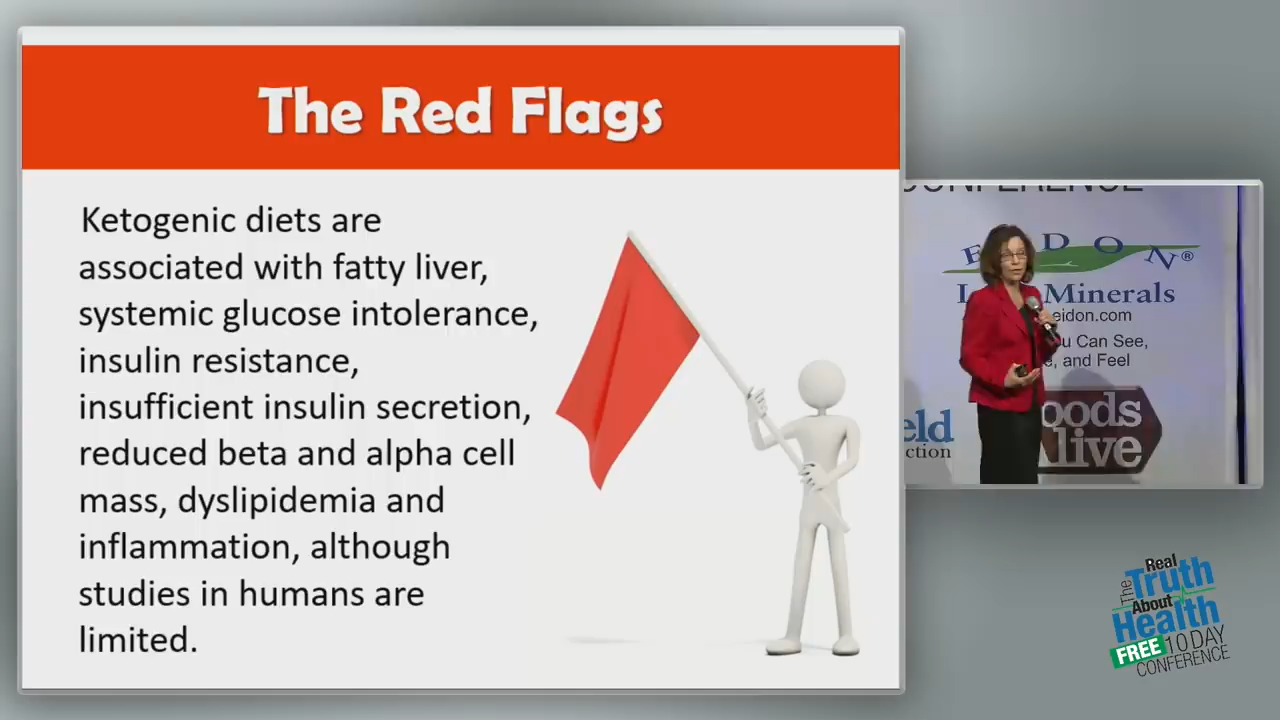 The Red Flags
Ketogenic diets are
associated with fatty liver,
systemic glucose intolerance,
insulin resistance,
insufficient insulin secretion,
reduced beta and alpha cell
mass, dyslipidemia and
inflammation, although
studies in humans are
limited.
CONFERENCE
E DON®
Minerals
eidon.com
u Can See,
, and Feel
eld
ction
oods
live
The
Real
Truth
About
Health
FREE 10 DAY
CONFERENCE